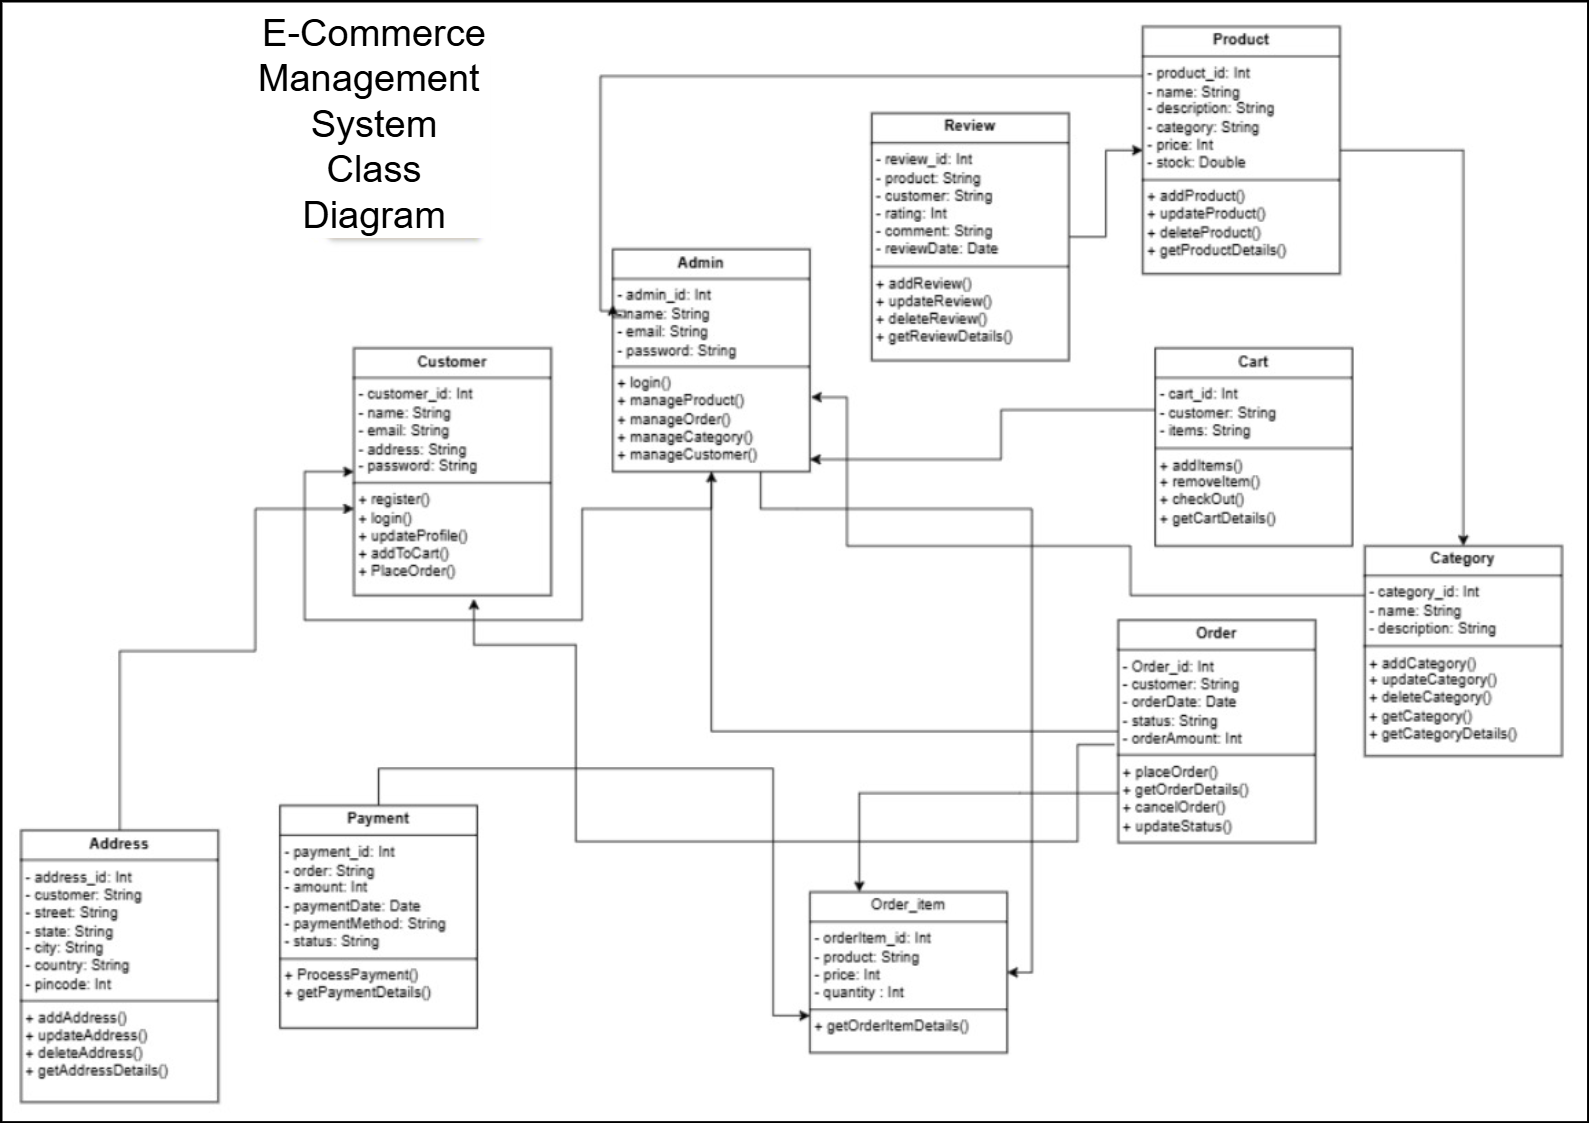 E-Commerce
Management
System
Class
Diagram
Product
- product_id: Int
- name: String
- description: String
- category: String
- price: Int
- stock: Double
+ addProduct()
+ updateProduct()
+ deleteProduct()
+ getProductDetails()
Review
- review_id: Int
- product: String
- customer: String
- rating: Int
- comment: String
- reviewDate: Date
+ addReview()
+ updateReview()
+ deleteReview()
+ getReviewDetails()
Admin
- admin_id: Int
- name: String
- email: String
- password: String
+ login()
+ manageProduct()
+ manageOrder()
+ manageCategory()
+ manageCustomer()
Customer
- customer_id: Int
- name: String
- email: String
- address: String
- password: String
+ register()
+ login()
+ updateProfile()
+ addToCart()
+ PlaceOrder()
Cart
- cart_id: Int
- customer: String
- items: String
+ addItems()
+ removeItem()
+ checkOut()
+ getCartDetails()
Category
- category_id: Int
- name: String
- description: String
+ addCategory()
+ updateCategory()
+ deleteCategory()
+ getCategory()
+ getCategoryDetails()
Order
- Order_id: Int
- customer: String
- orderDate: Date
- status: String
- orderAmount: Int
+ placeOrder()
+ getOrderDetails()
+ cancelOrder()
+ updateStatus()
Payment
- payment_id: Int
- order: String
- amount: Int
- paymentDate: Date
- paymentMethod: String
- status: String
+ ProcessPayment()
+ getPaymentDetails()
Address
- address_id: Int
- customer: String
- street: String
- state: String
- city: String
- country: String
- pincode: Int
+ addAddress()
+ updateAddress()
+ deleteAddress()
+ getAddressDetails()
Order_item
- orderItem_id: Int
- product: String
- price: Int
- quantity : Int
+ getOrderItemDetails()